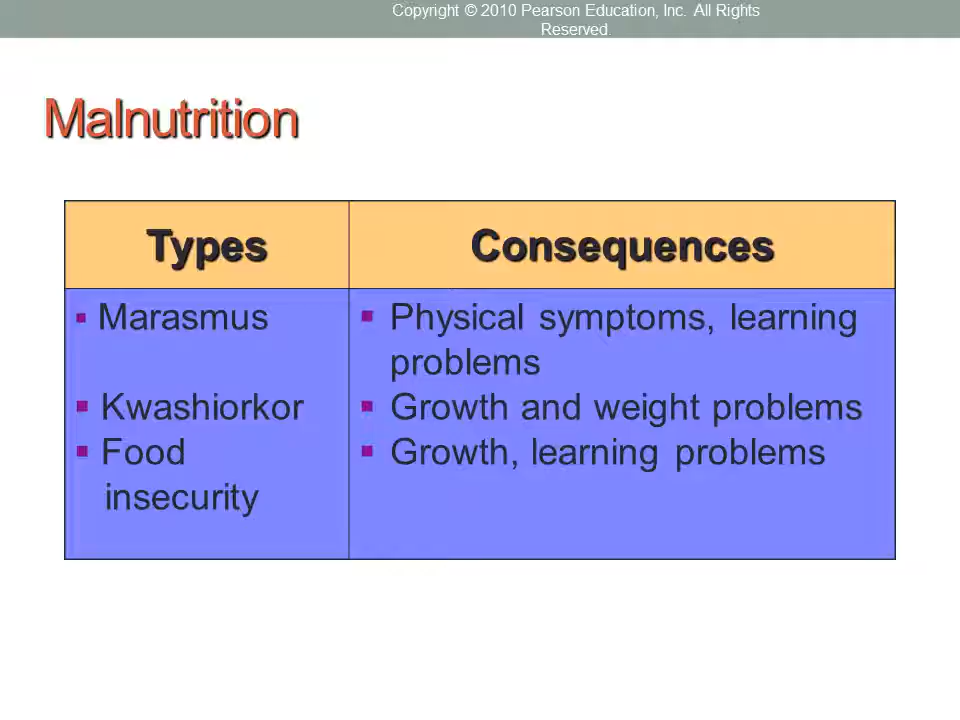 Copyright © 2010 Pearson Education, Inc. All Rights
Reserved.
Malnutrition
Types
Consequences
▪ Marasmus
▪ Kwashiorkor
▪ Food
insecurity
▪ Physical symptoms, learning
problems
▪ Growth and weight problems
▪ Growth, learning problems